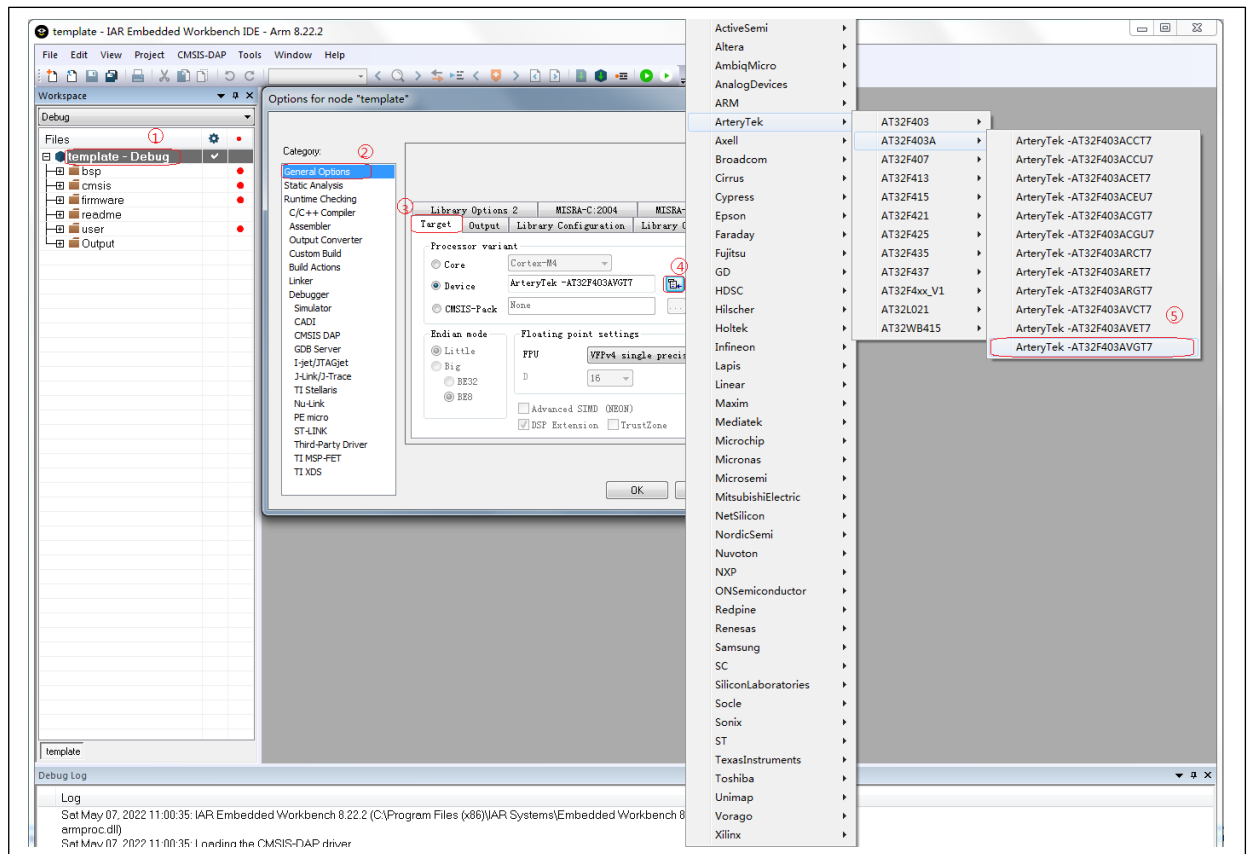 template - IAR Embedded Workbench IDE - Arm 8.22.2
File Edit View Project CMSIS-DAP Tools Window Help
Workspace
Debug
Files
①
template - Debug
bsp
cmsis
firmware
readme
user
Output
template
Options for node "template"
Category:
②
General Options
Static Analysis
Runtime Checking
C/C++ Compiler
Assembler
Output Converter
Custom Build
Build Actions
Linker
Debugger
Simulator
CADI
CMSIS DAP
GDB Server
I-jet/JTAGjet
J-Link/J-Trace
TI Stellaris
Nu-Link
PE micro
ST-LINK
Third-Party Driver
TI MSP-FET
TI XDS
③
Library Options 2 MISRA-C:2004 MISRA-
Target Output Library Configuration Library
Processor variant
Core Cortex-M4
④
Device ArteryTek -AT32F403AVGT7
CMSIS-Pack None ...
Endian mode
Little
Big
BE32
BE8
Floating point settings
FPU VFPv4 single precis
D 16
Advanced SIMD (NEON)
DSP Extension TrustZone
OK
ActiveSemi
Altera
AmbiqMicro
AnalogDevices
ARM
ArteryTek
Axell
Broadcom
Cirrus
Cypress
Epson
Faraday
Fujitsu
GD
HDSC
Hilscher
Holtek
Infineon
Lapis
Linear
Maxim
Mediatek
Microchip
Micronas
Microsemi
MitsubishiElectric
NetSilicon
NordicSemi
Nuvoton
NXP
ONSemiconductor
Redpine
Renesas
Samsung
SC
SiliconLaboratories
Socle
Sonix
ST
TexasInstruments
Toshiba
Unimap
Vorago
Xilinx
AT32F403
AT32F403A
AT32F407
AT32F413
AT32F415
AT32F421
AT32F425
AT32F435
AT32F437
AT32F4xx_V1
AT32L021
AT32WB415
ArteryTek -AT32F403ACCT7
ArteryTek -AT32F403ACCU7
ArteryTek -AT32F403ACET7
ArteryTek -AT32F403ACEU7
ArteryTek -AT32F403ACGT7
ArteryTek -AT32F403ACGU7
ArteryTek -AT32F403ARCT7
ArteryTek -AT32F403ARET7
ArteryTek -AT32F403ARGT7
ArteryTek -AT32F403AVCT7
⑤
ArteryTek -AT32F403AVET7
ArteryTek -AT32F403AVGT7
Debug Log
Log
Sat May 07, 2022 11:00:35: IAR Embedded Workbench 8.22.2 (C:\Program Files (x86)\IAR Systems\Embedded Workbench 8
armproc.dll)
Sat May 07, 2022 11:00:35: Loading the CMSIS-DAP driver